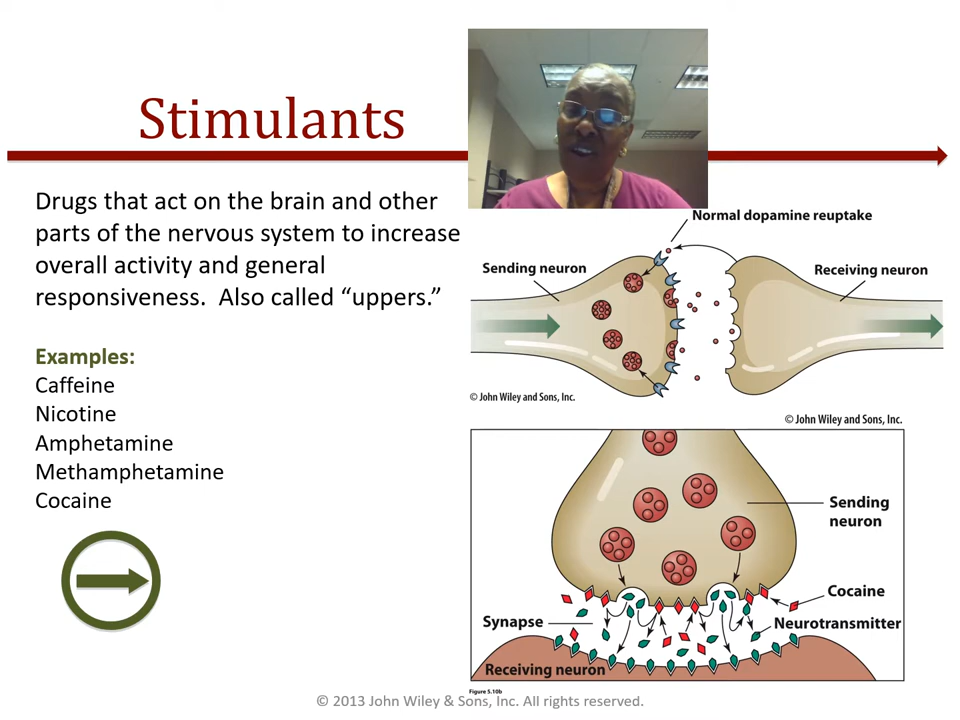 Stimulants
Drugs that act on the brain and other
parts of the nervous system to increase
overall activity and general
responsiveness.  Also called “uppers.”
Examples:
Caffeine
Nicotine
Amphetamine
Methamphetamine
Cocaine
Normal dopamine reuptake
Sending neuron
Receiving neuron
© John Wiley and Sons, Inc.
© John Wiley and Sons, Inc.
Sending
neuron
Cocaine
Synapse
Neurotransmitter
Receiving neuron
Figure 5.10b
© 2013 John Wiley & Sons, Inc. All rights reserved.